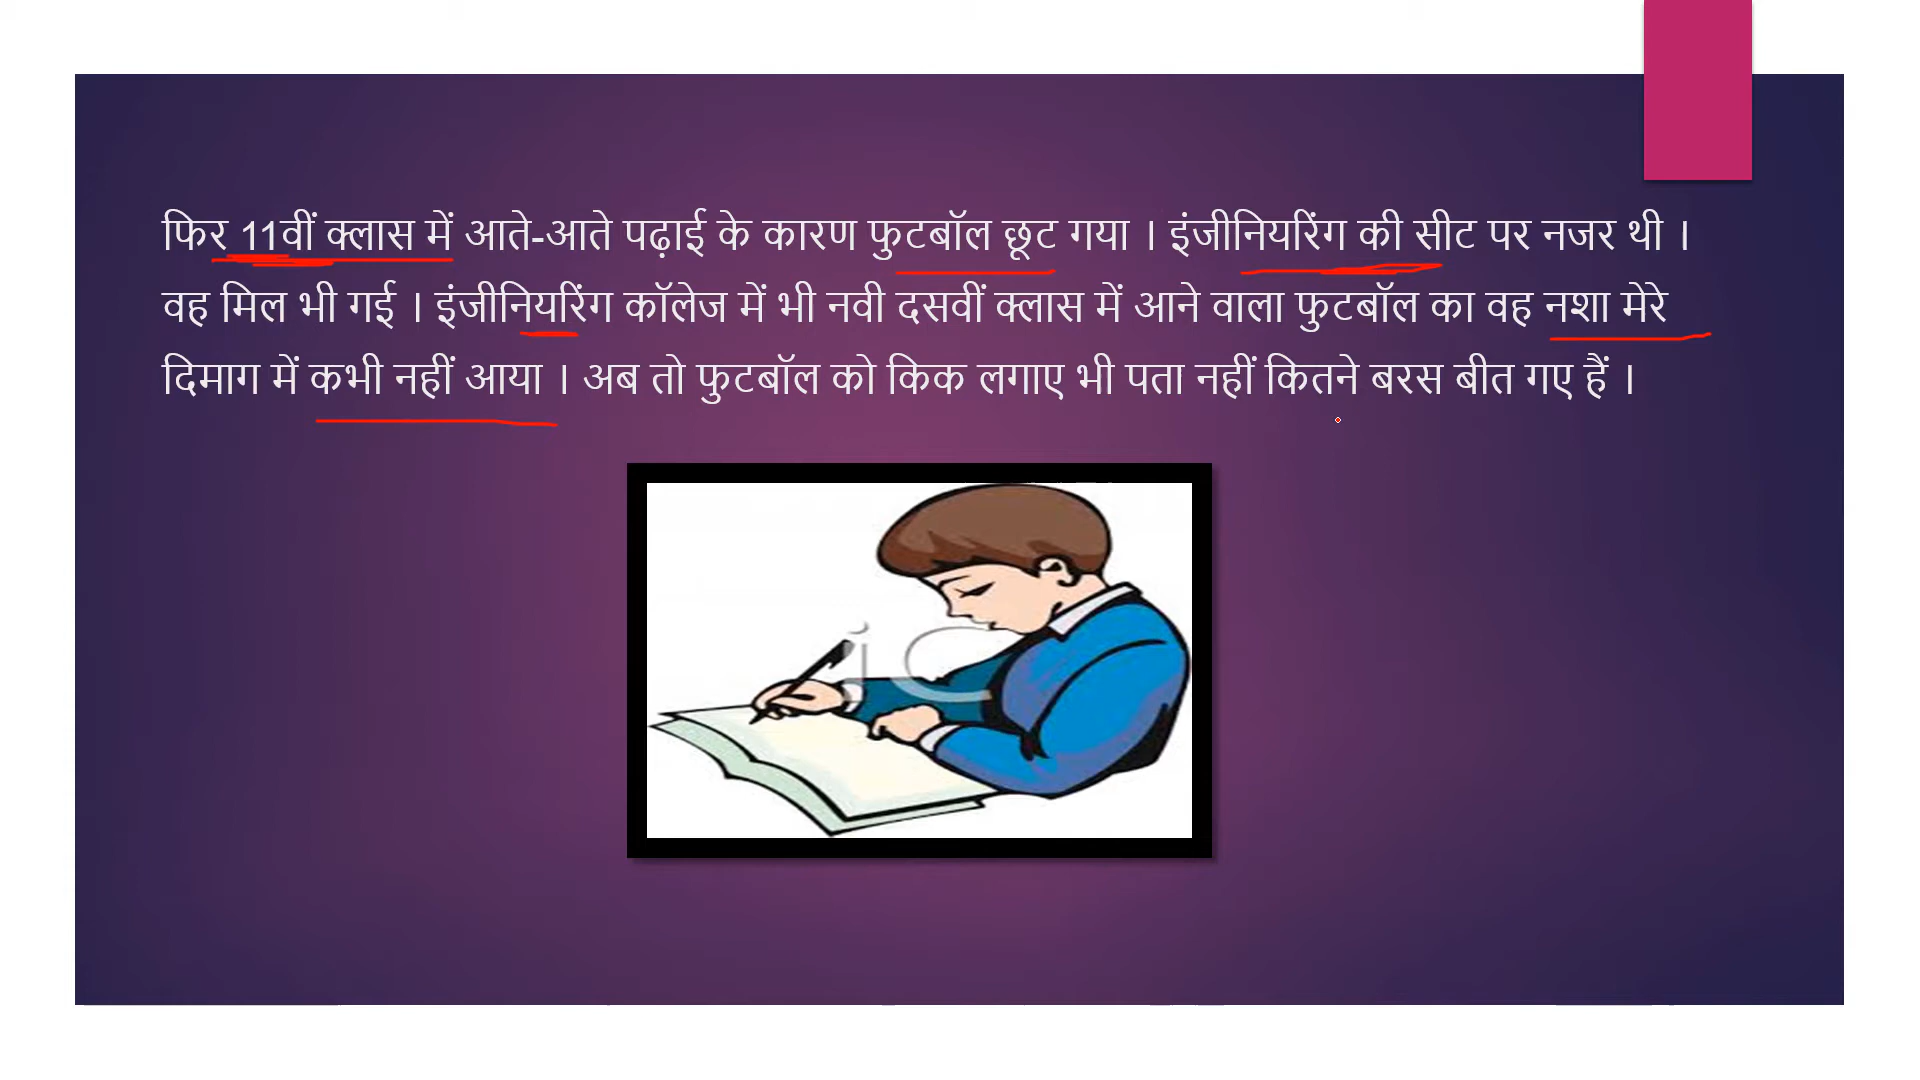 फिर 11वीं क्लास में आते-आते पढ़ाई के कारण फुटबॉल छूट गया । इंजीनियरिंग की सीट पर नजर थी ।
वह मिल भी गई । इंजीनियरिंग कॉलेज में भी नवी दसवीं क्लास में आने वाला फुटबॉल का वह नशा मेरे
दिमाग में कभी नहीं आया । अब तो फुटबॉल को किक लगाए भी पता नहीं कितने बरस बीत गए हैं ।
iC